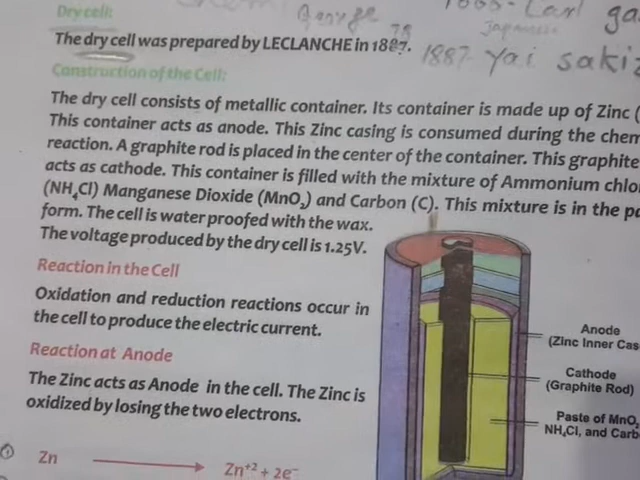 George
1866 - Carl ga
Japanese
Dry cell:
The dry cell was prepared by LECLANCHE in 1887.
1887 yai sakiz
Construction of the Cell:
The dry cell consists of metallic container. Its container is made up of Zinc (
This container acts as anode. This Zinc casing is consumed during the chem
reaction. A graphite rod is placed in the center of the container. This graphite
acts as cathode. This container is filled with the mixture of Ammonium chlo
(NH₄Cl) Manganese Dioxide (MnO₂) and Carbon (C). This mixture is in the pa
form. The cell is water proofed with the wax.
The voltage produced by the dry cell is 1.25V.
Reaction in the Cell
Oxidation and reduction reactions occur in
the cell to produce the electric current.
Reaction at Anode
The Zinc acts as Anode in the cell. The Zinc is
oxidized by losing the two electrons.
Zn → Zn⁺² + 2e⁻
Anode
(Zinc Inner Cas
Cathode
(Graphite Rod)
Paste of MnO,
NH₄Cl, and Carb